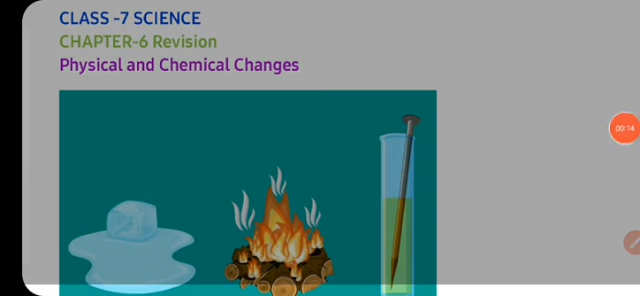 CLASS -7 SCIENCE
CHAPTER-6 Revision
Physical and Chemical Changes
00:14